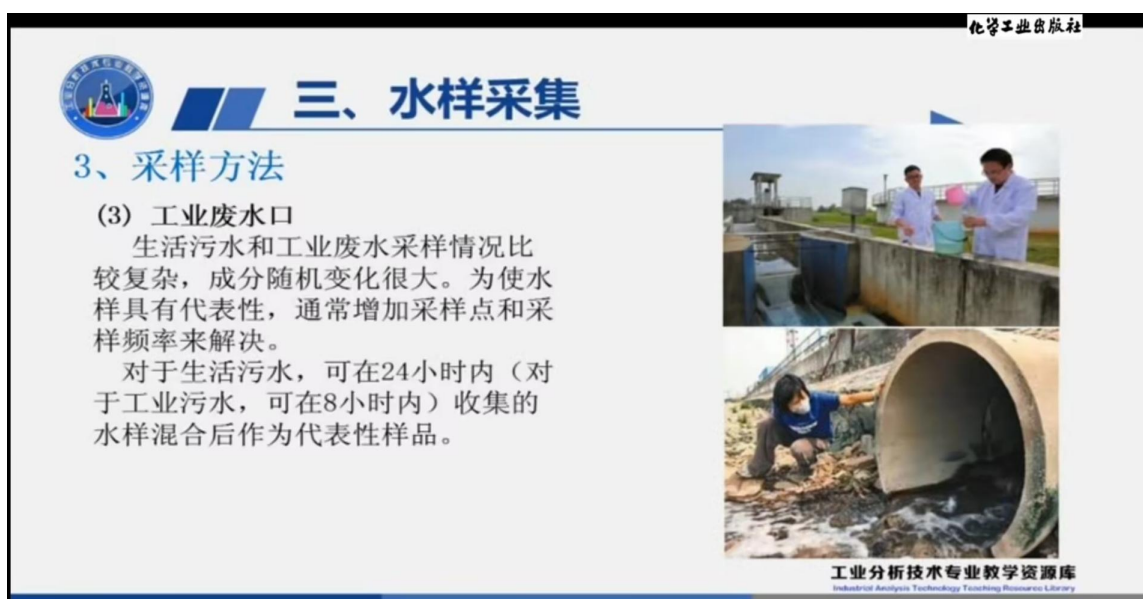 化学工业出版社
三、水样采集
3、采样方法
(3) 工业废水口
生活污水和工业废水采样情况比
较复杂，成分随机变化很大。为使水
样具有代表性，通常增加采样点和采
样频率来解决。
对于生活污水，可在24小时内（对
于工业污水，可在8小时内）收集的
水样混合后作为代表性样品。
工业分析技术专业教学资源库
Industrial Analysis Technology Teaching Resource Library